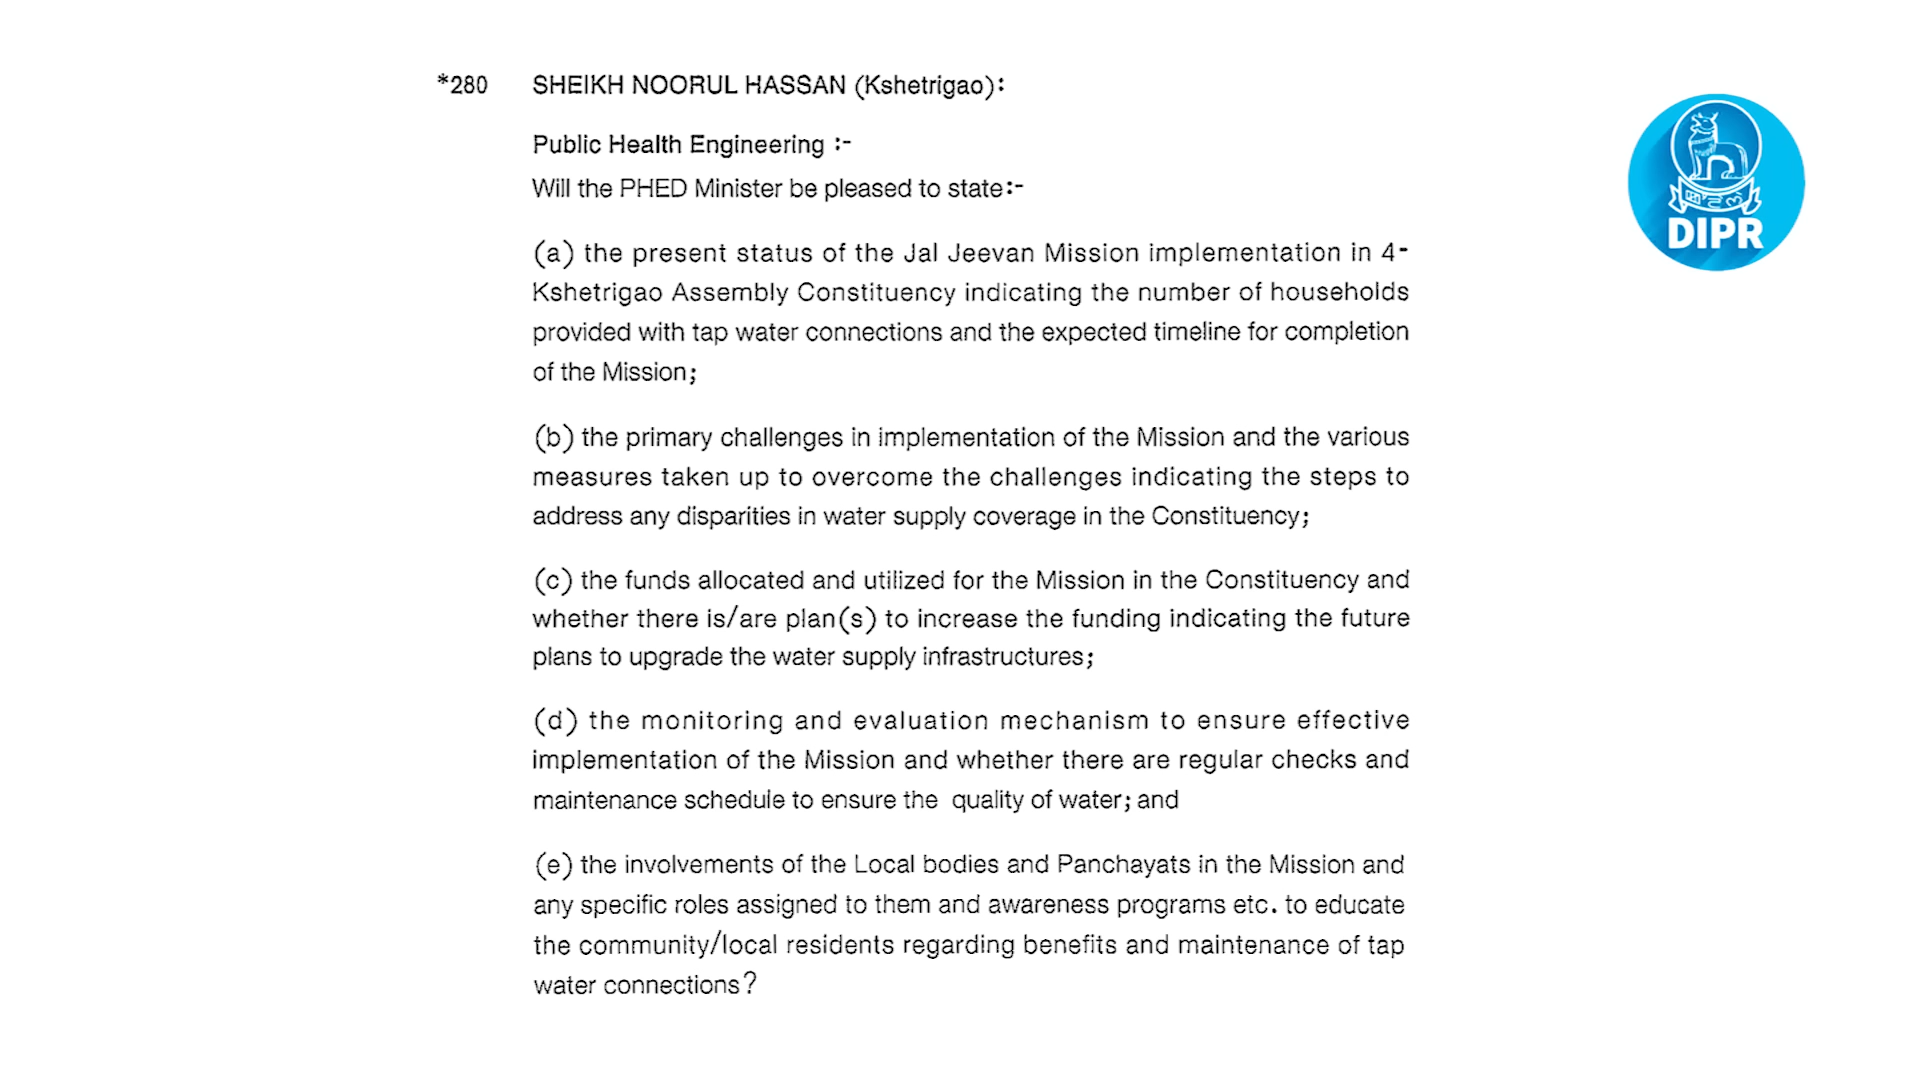 *280 SHEIKH NOORUL HASSAN (Kshetrigao):
Public Health Engineering :-
Will the PHED Minister be pleased to state:-
(a) the present status of the Jal Jeevan Mission implementation in 4-
Kshetrigao Assembly Constituency indicating the number of households
provided with tap water connections and the expected timeline for completion
of the Mission;
(b) the primary challenges in implementation of the Mission and the various
measures taken up to overcome the challenges indicating the steps to
address any disparities in water supply coverage in the Constituency;
(c) the funds allocated and utilized for the Mission in the Constituency and
whether there is/are plan(s) to increase the funding indicating the future
plans to upgrade the water supply infrastructures;
(d) the monitoring and evaluation mechanism to ensure effective
implementation of the Mission and whether there are regular checks and
maintenance schedule to ensure the quality of water; and
(e) the involvements of the Local bodies and Panchayats in the Mission and
any specific roles assigned to them and awareness programs etc. to educate
the community/local residents regarding benefits and maintenance of tap
water connections?
DIPR